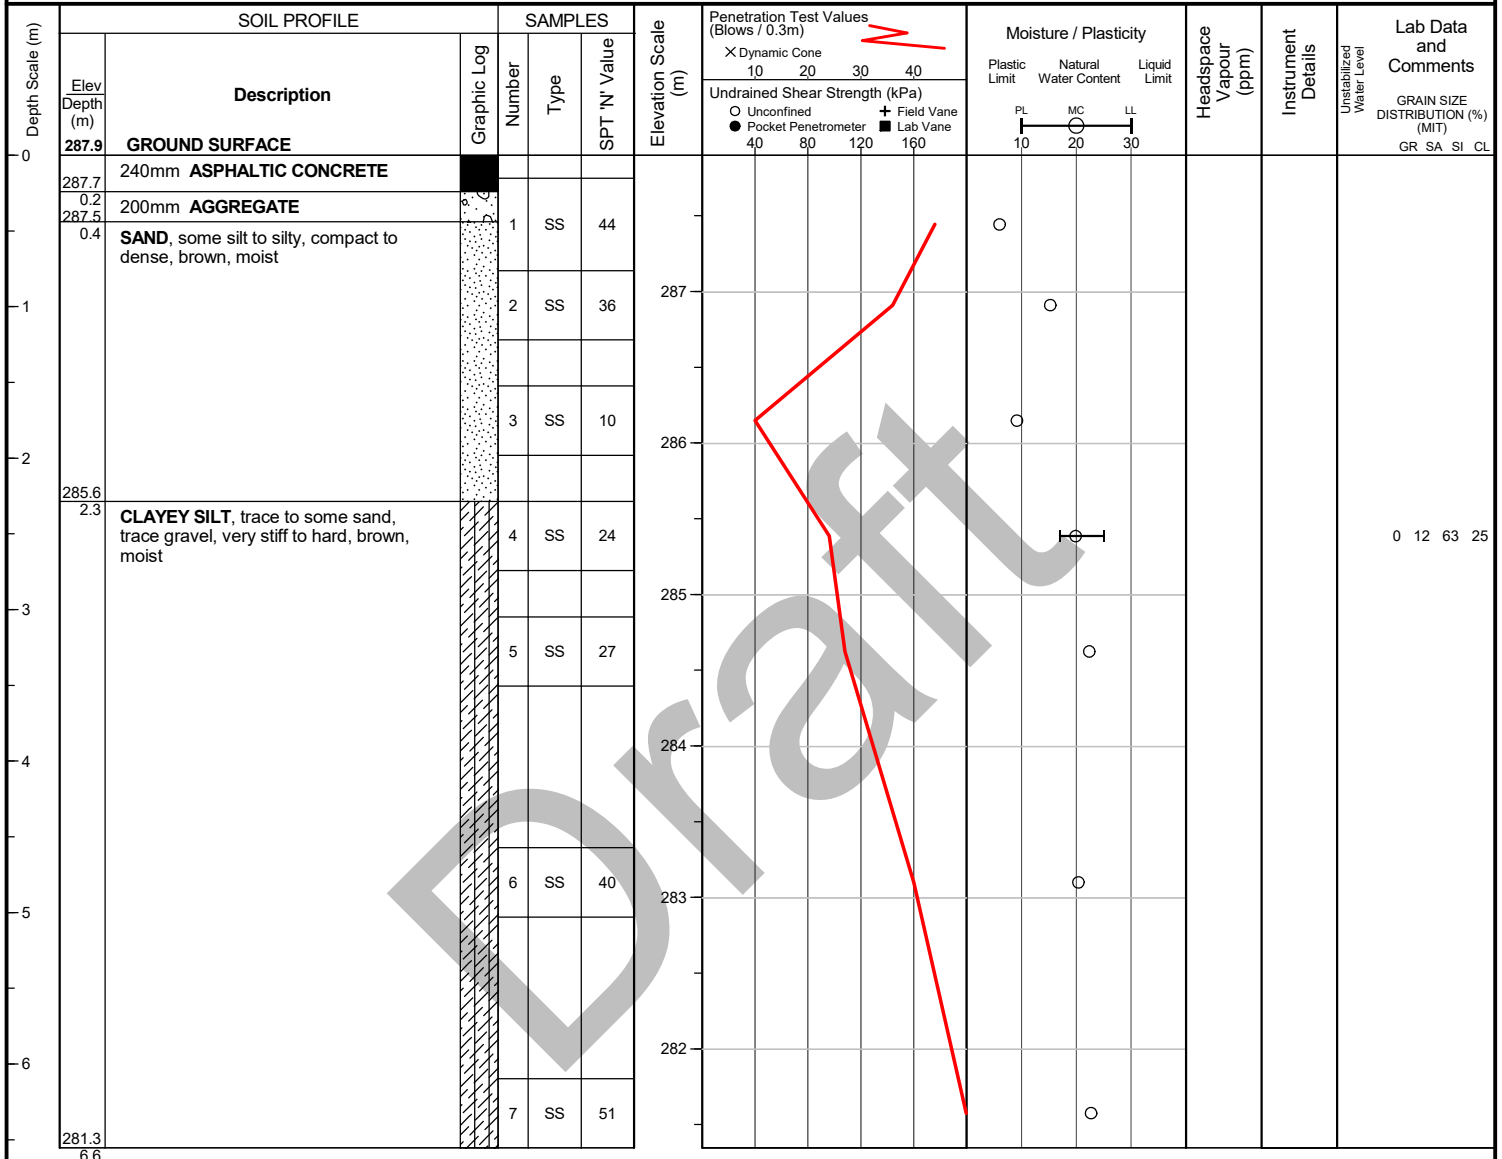 SOIL PROFILE
SAMPLES
Depth Scale (m)
Elev
Depth
(m)
Description
Graphic Log
Number
Type
SPT 'N' Value
Elevation Scale
(m)
Penetration Test Values
(Blows / 0.3m)
Dynamic Cone
10 20 30 40
Undrained Shear Strength (kPa)
Unconfined Field Vane
Pocket Penetrometer Lab Vane
40 80 120 160
Moisture / Plasticity
Plastic
Limit
Natural
Water Content
Liquid
Limit
PL MC LL
10 20 30
Headspace
Vapour
(ppm)
Instrument
Details
Unstabilized
Water Level
Lab Data
and
Comments
GRAIN SIZE
DISTRIBUTION (%)
(MIT)
GR SA SI CL
287.9 GROUND SURFACE
0
240mm ASPHALTIC CONCRETE
287.7
0.2
200mm AGGREGATE
287.5
0.4
SAND, some silt to silty, compact to
dense, brown, moist
1 SS 44
287
1
2 SS 36
3 SS 10
286
2
285.6
2.3
CLAYEY SILT, trace to some sand,
trace gravel, very stiff to hard, brown,
moist
4 SS 24
0 12 63 25
285
3
5 SS 27
284
4
6 SS 40
283
5
282
6
7 SS 51
281.3
6.6
Draft